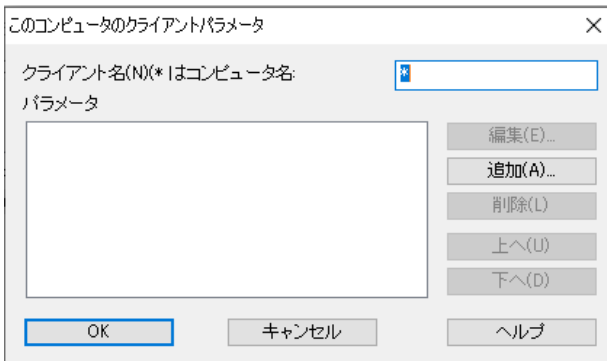 このコンピュータのクライアントパラメータ
クライアント名(N)(* はコンピュータ名:
*
パラメータ
編集(E)...
追加(A)...
削除(L)
上へ(U)
下へ(D)
OK
キャンセル
ヘルプ